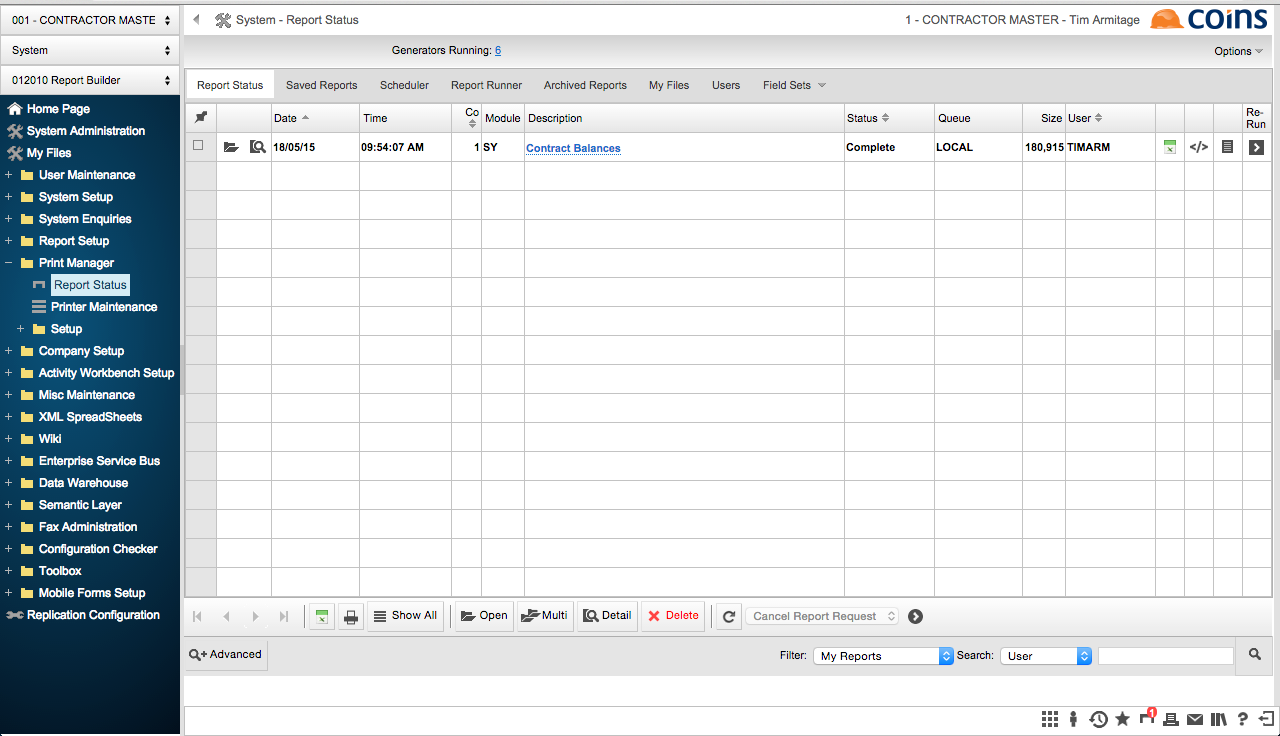 001 - CONTRACTOR MASTE
System - Report Status
1 - CONTRACTOR MASTER - Tim Armitage
coins
System
Generators Running: 6
Options
012010 Report Builder
Report Status Saved Reports Scheduler Report Runner Archived Reports My Files Users Field Sets
Home Page
System Administration
My Files
User Maintenance
System Setup
System Enquiries
Report Setup
Print Manager
Report Status
Printer Maintenance
Setup
Company Setup
Activity Workbench Setup
Misc Maintenance
XML SpreadSheets
Wiki
Enterprise Service Bus
Data Warehouse
Semantic Layer
Fax Administration
Configuration Checker
Toolbox
Mobile Forms Setup
Replication Configuration
Date Time Co Module Description Status Queue Size User Re-
Run
18/05/15 09:54:07 AM 1 SY Contract Balances Complete LOCAL 180,915 TIMARM </>
Show All Open Multi Detail Delete Cancel Report Request
Advanced
Filter: My Reports Search: User
1
?